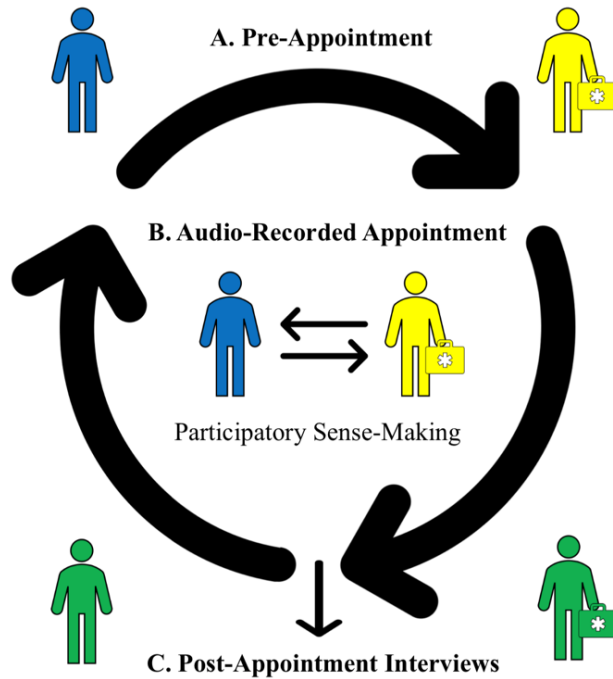 A. Pre-Appointment
B. Audio-Recorded Appointment
Participatory Sense-Making
C. Post-Appointment Interviews